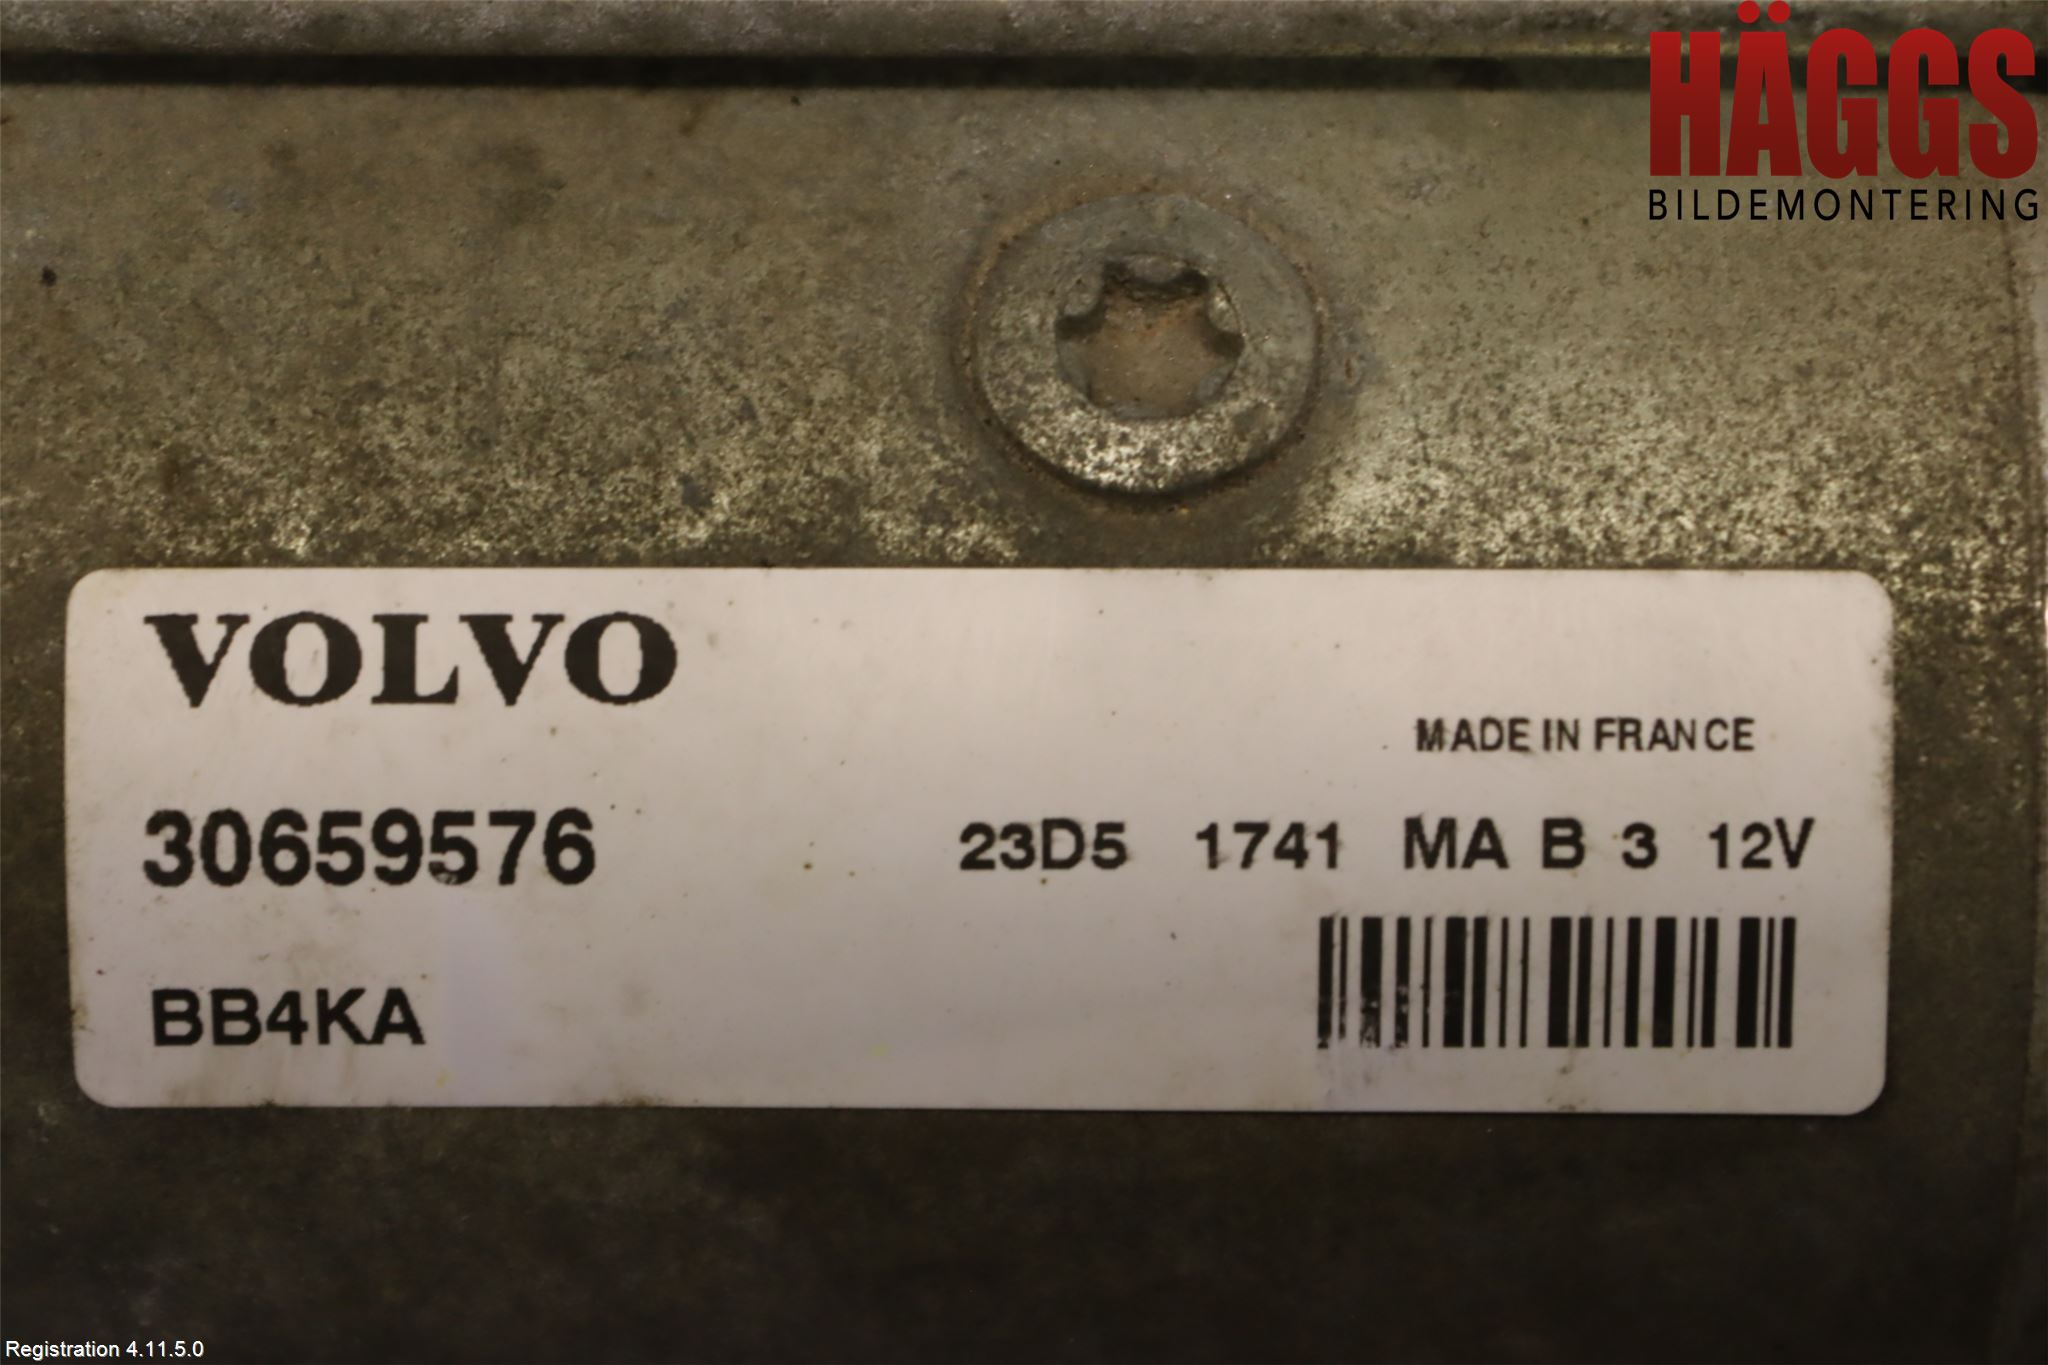 HÄGGS
BILDEMONTERING
VOLVO
MADE IN FRANCE
30659576 23D5 1741 MA B 3 12V
BB4KA
Registration 4.11.5.0